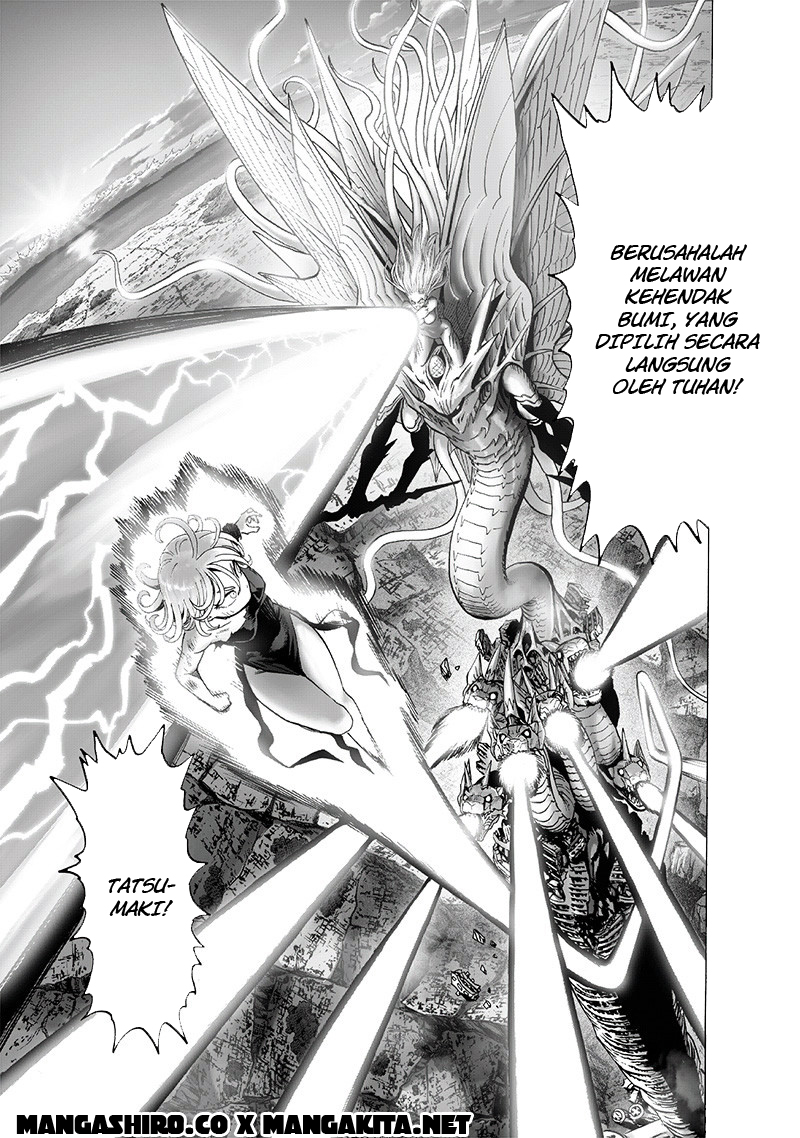 BERUSAHALAH
MELAWAN
KEHENDAK
BUMI, YANG
DIPILIH SECARA
LANGSUNG
OLEH TUHAN!
TATSU-
MAKI!
MANGASHIRO.CO X MANGAKITA.NET